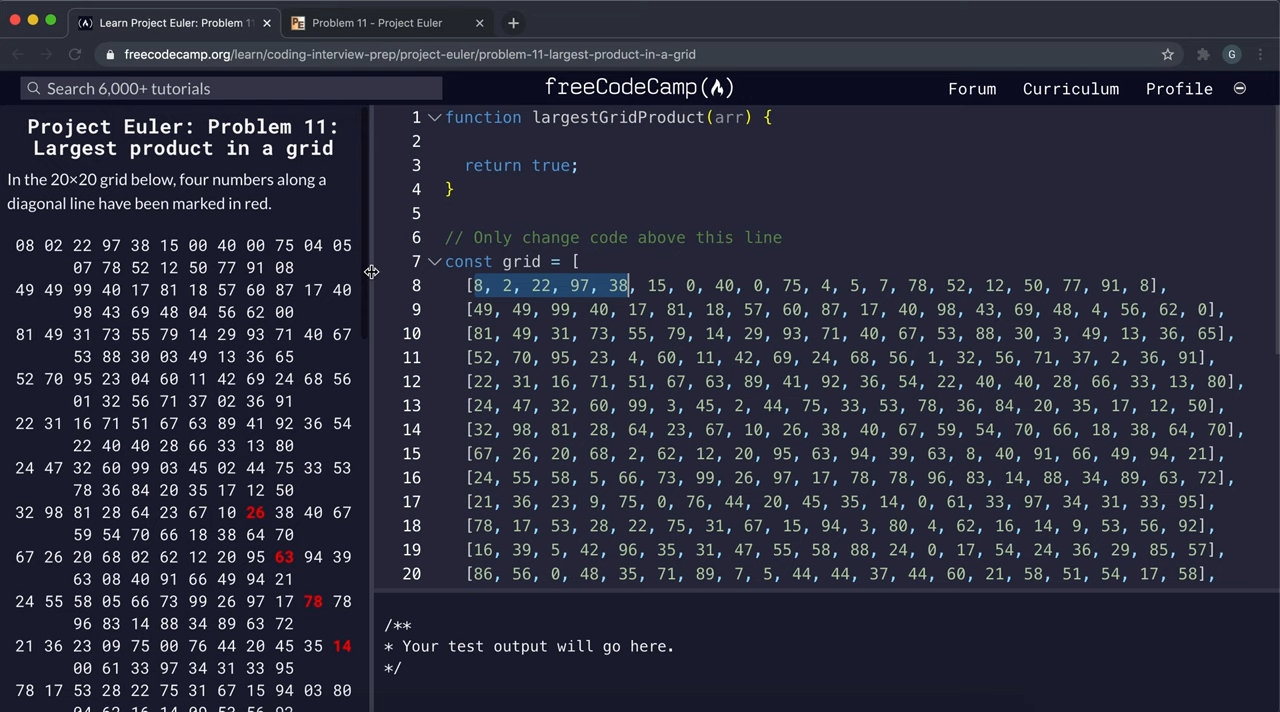 Learn Project Euler: Problem 11
Problem 11 - Project Euler
freecodecamp.org/learn/coding-interview-prep/project-euler/problem-11-largest-product-in-a-grid
G
Search 6,000+ tutorials
freeCodeCamp
Forum
Curriculum
Profile
Project Euler: Problem 11:
Largest product in a grid
In the 20×20 grid below, four numbers along a
diagonal line have been marked in red.
08 02 22 97 38 15 00 40 00 75 04 05
07 78 52 12 50 77 91 08
49 49 99 40 17 81 18 57 60 87 17 40
98 43 69 48 04 56 62 00
81 49 31 73 55 79 14 29 93 71 40 67
53 88 30 03 49 13 36 65
52 70 95 23 04 60 11 42 69 24 68 56
01 32 56 71 37 02 36 91
22 31 16 71 51 67 63 89 41 92 36 54
22 40 40 28 66 33 13 80
24 47 32 60 99 03 45 02 44 75 33 53
78 36 84 20 35 17 12 50
32 98 81 28 64 23 67 10 26 38 40 67
59 54 70 66 18 38 64 70
67 26 20 68 02 62 12 20 95 63 94 39
63 08 40 91 66 49 94 21
24 55 58 05 66 73 99 26 97 17 78 78
96 83 14 88 34 89 63 72
21 36 23 09 75 00 76 44 20 45 35 14
00 61 33 97 34 31 33 95
78 17 53 28 22 75 31 67 15 94 03 80
04 62 16 14 09 53 56 92
1 function largestGridProduct(arr) {
2
3 return true;
4 }
5
6 // Only change code above this line
7 const grid = [
8 [8, 2, 22, 97, 38, 15, 0, 40, 0, 75, 4, 5, 7, 78, 52, 12, 50, 77, 91, 8],
9 [49, 49, 99, 40, 17, 81, 18, 57, 60, 87, 17, 40, 98, 43, 69, 48, 4, 56, 62, 0],
10 [81, 49, 31, 73, 55, 79, 14, 29, 93, 71, 40, 67, 53, 88, 30, 3, 49, 13, 36, 65],
11 [52, 70, 95, 23, 4, 60, 11, 42, 69, 24, 68, 56, 1, 32, 56, 71, 37, 2, 36, 91],
12 [22, 31, 16, 71, 51, 67, 63, 89, 41, 92, 36, 54, 22, 40, 40, 28, 66, 33, 13, 80],
13 [24, 47, 32, 60, 99, 3, 45, 2, 44, 75, 33, 53, 78, 36, 84, 20, 35, 17, 12, 50],
14 [32, 98, 81, 28, 64, 23, 67, 10, 26, 38, 40, 67, 59, 54, 70, 66, 18, 38, 64, 70],
15 [67, 26, 20, 68, 2, 62, 12, 20, 95, 63, 94, 39, 63, 8, 40, 91, 66, 49, 94, 21],
16 [24, 55, 58, 5, 66, 73, 99, 26, 97, 17, 78, 78, 96, 83, 14, 88, 34, 89, 63, 72],
17 [21, 36, 23, 9, 75, 0, 76, 44, 20, 45, 35, 14, 0, 61, 33, 97, 34, 31, 33, 95],
18 [78, 17, 53, 28, 22, 75, 31, 67, 15, 94, 3, 80, 4, 62, 16, 14, 9, 53, 56, 92],
19 [16, 39, 5, 42, 96, 35, 31, 47, 55, 58, 88, 24, 0, 17, 54, 24, 36, 29, 85, 57],
20 [86, 56, 0, 48, 35, 71, 89, 7, 5, 44, 44, 37, 44, 60, 21, 58, 51, 54, 17, 58],
/**
* Your test output will go here.
*/